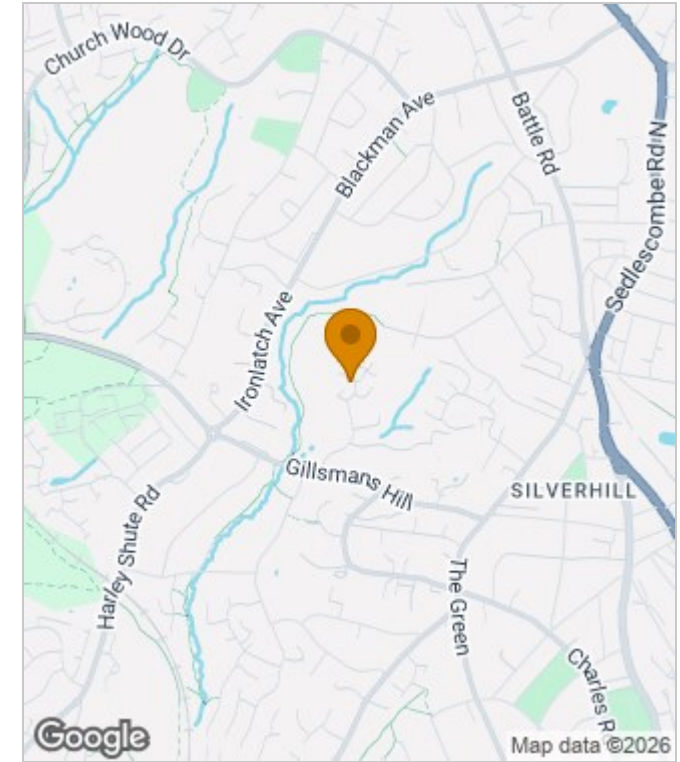 Church Wood Dr
Blackman Ave
Battle Rd
Sedlescombe Rd N
Ironlatch Ave
Gillsmans Hill
SILVERHILL
Harley Shute Rd
The Green
Charles R
Google
Map data ©2026